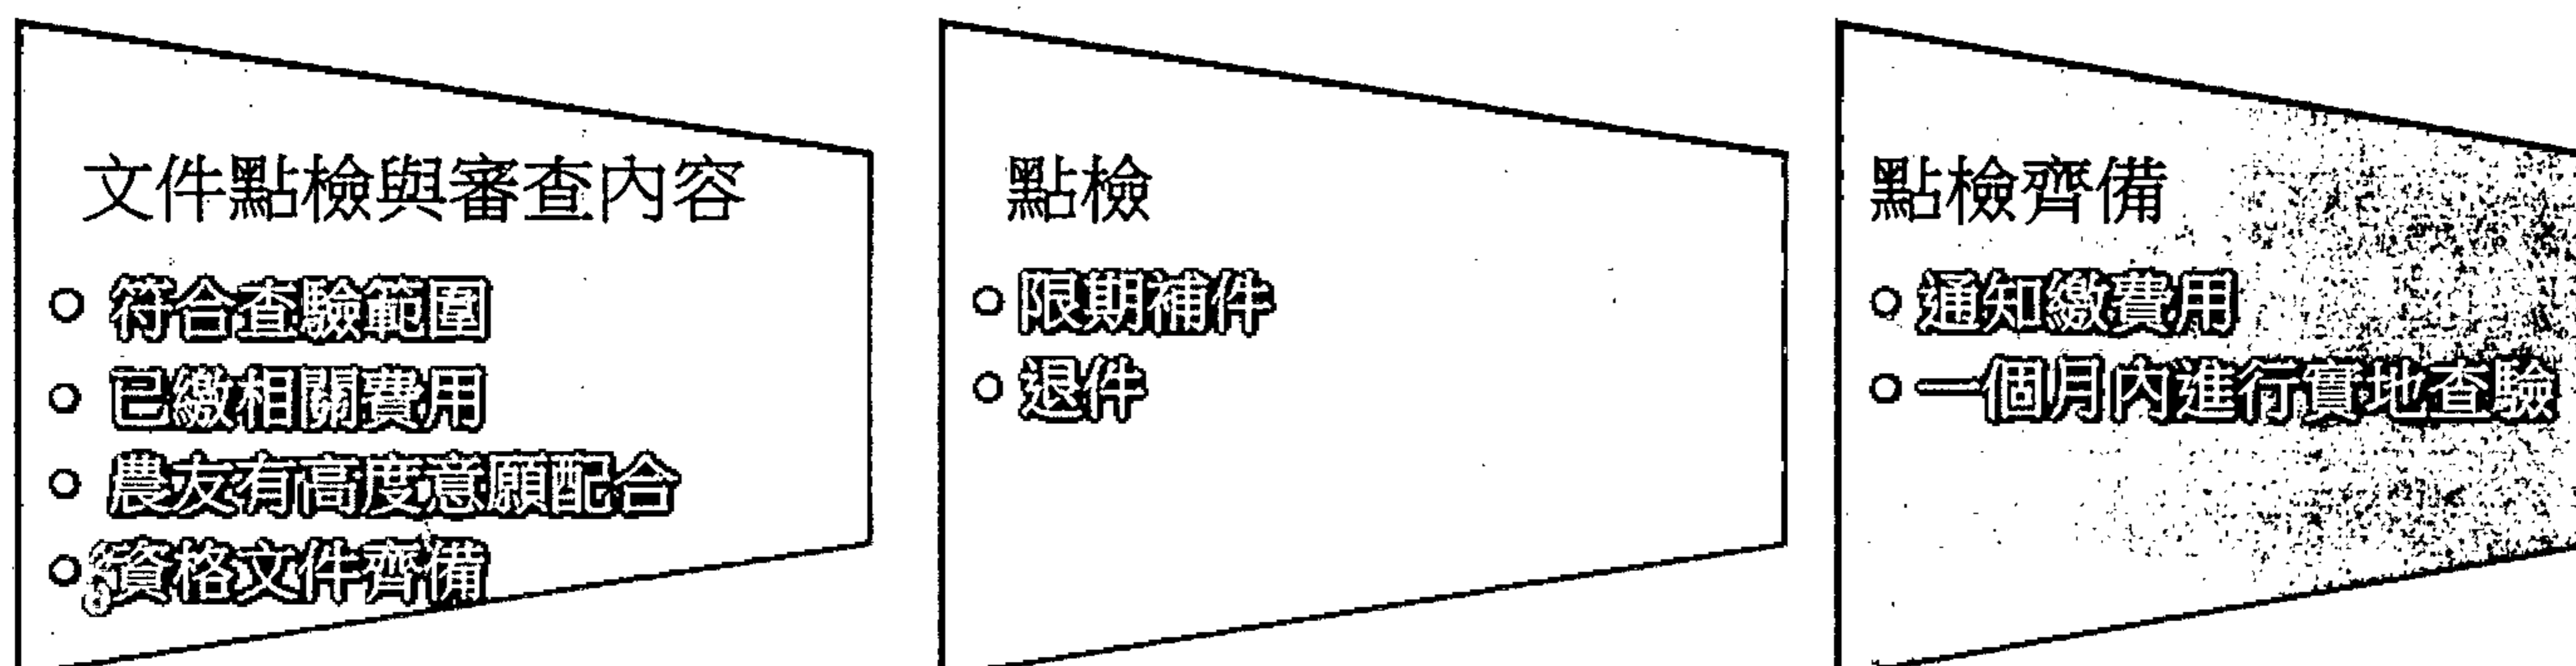 文件點檢與審查內容
○ 符合查驗範圍
○ 已繳相關費用
○ 農友有高度意願配合
○ 資格文件齊備
點檢
○ 限期補件
○ 退件
點檢齊備
○ 通知繳費用
○ 一個月內進行實地查驗